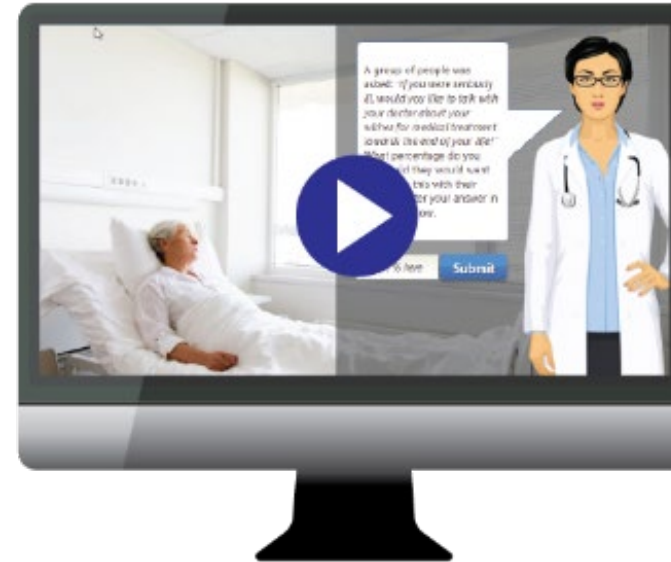 A group of people was
asked: "If you were seriously
ill, would you like to talk with
your doctor about your
wishes for medical treatment
towards the end of your life?"
percentage do you
they would want
this with their
your answer in
% here
Submit